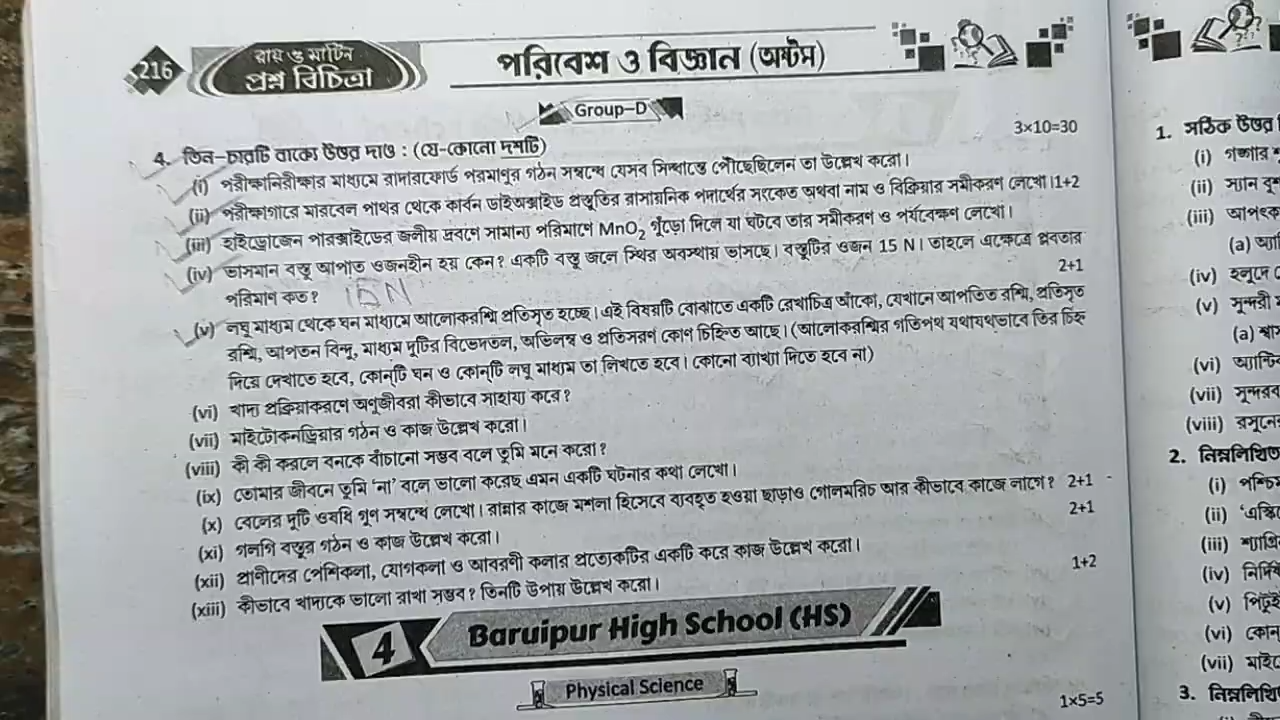 216
রায় ও মার্টিন
প্রশ্ন বিচিত্রা
পরিবেশ ও বিজ্ঞান (অষ্টম)
Group–D
4. তিন-চারটি বাক্যে উত্তর দাও : (যে-কোনো দশটি) 3×10=30
(i) পরীক্ষানিরীক্ষার মাধ্যমে রাদারফোর্ড পরমাণুর গঠন সম্বন্ধে যেসব সিদ্ধান্তে পৌঁছেছিলেন তা উল্লেখ করো।
(ii) পরীক্ষাগারে মারবেল পাথর থেকে কার্বন ডাইঅক্সাইড প্রস্তুতির রাসায়নিক পদার্থের সংকেত অথবা নাম ও বিক্রিয়ার সমীকরণ লেখো। 1+2
(iii) হাইড্রোজেন পারক্সাইডের জলীয় দ্রবণে সামান্য পরিমাণে MnO₂ গুঁড়ো দিলে যা ঘটবে তার সমীকরণ ও পর্যবেক্ষণ লেখো।
(iv) ভাসমান বস্তু আপাত ওজনহীন হয় কেন? একটি বস্তু জলে স্থির অবস্থায় ভাসছে। বস্তুটির ওজন 15 N। তাহলে এক্ষেত্রে প্লবতার
পরিমাণ কত? 15 N 2+1
(v) লঘু মাধ্যম থেকে ঘন মাধ্যমে আলোকরশ্মি প্রতিসৃত হচ্ছে। এই বিষয়টি বোঝাতে একটি রেখাচিত্র আঁকো, যেখানে আপতিত রশ্মি, প্রতিসৃত
রশ্মি, আপতন বিন্দু, মাধ্যম দুটির বিভেদতল, অভিলম্ব ও প্রতিসরণ কোণ চিহ্নিত আছে। (আলোকরশ্মির গতিপথ যথাযথভাবে তির চিহ্ন
দিয়ে দেখাতে হবে, কোন্‌টি ঘন ও কোন্‌টি লঘু মাধ্যম তা লিখতে হবে। কোনো ব্যাখ্যা দিতে হবে না)
(vi) খাদ্য প্রক্রিয়াকরণে অণুজীবরা কীভাবে সাহায্য করে?
(vii) মাইটোকনড্রিয়ার গঠন ও কাজ উল্লেখ করো।
(viii) কী কী করলে বনকে বাঁচানো সম্ভব বলে তুমি মনে করো?
(ix) তোমার জীবনে তুমি ‘না’ বলে ভালো করেছ এমন একটি ঘটনার কথা লেখো।
(x) বেলের দুটি ওষধি গুণ সম্বন্ধে লেখো। রান্নার কাজে মশলা হিসেবে ব্যবহৃত হওয়া ছাড়াও গোলমরিচ আর কীভাবে কাজে লাগে? 2+1
(xi) গলগি বস্তুর গঠন ও কাজ উল্লেখ করো। 2+1
(xii) প্রাণীদের পেশিকলা, যোগকলা ও আবরণী কলার প্রত্যেকটির একটি করে কাজ উল্লেখ করো।
(xiii) কীভাবে খাদ্যকে ভালো রাখা সম্ভব? তিনটি উপায় উল্লেখ করো। 1+2
4 Baruipur High School (HS)
Physical Science
1×5=5
1. সঠিক উত্তর
(i) গঙ্গার
(ii) স্যান
(iii) আপৎক
(a) অ্যা
(iv) হলুদে
(v) সুন্দরী
(a) শ্বা
(vi) অ্যান্টি
(vii) সুন্দরব
(viii) রসুনে
2. নিম্নলিখিত
(i) পশ্চিম
(ii) ‘এস্কি
(iii) শ্যাথি
(iv) নির্দি
(v) পিটুই
(vi) কোন
(vii) মাইটে
3. নিম্নলিখি